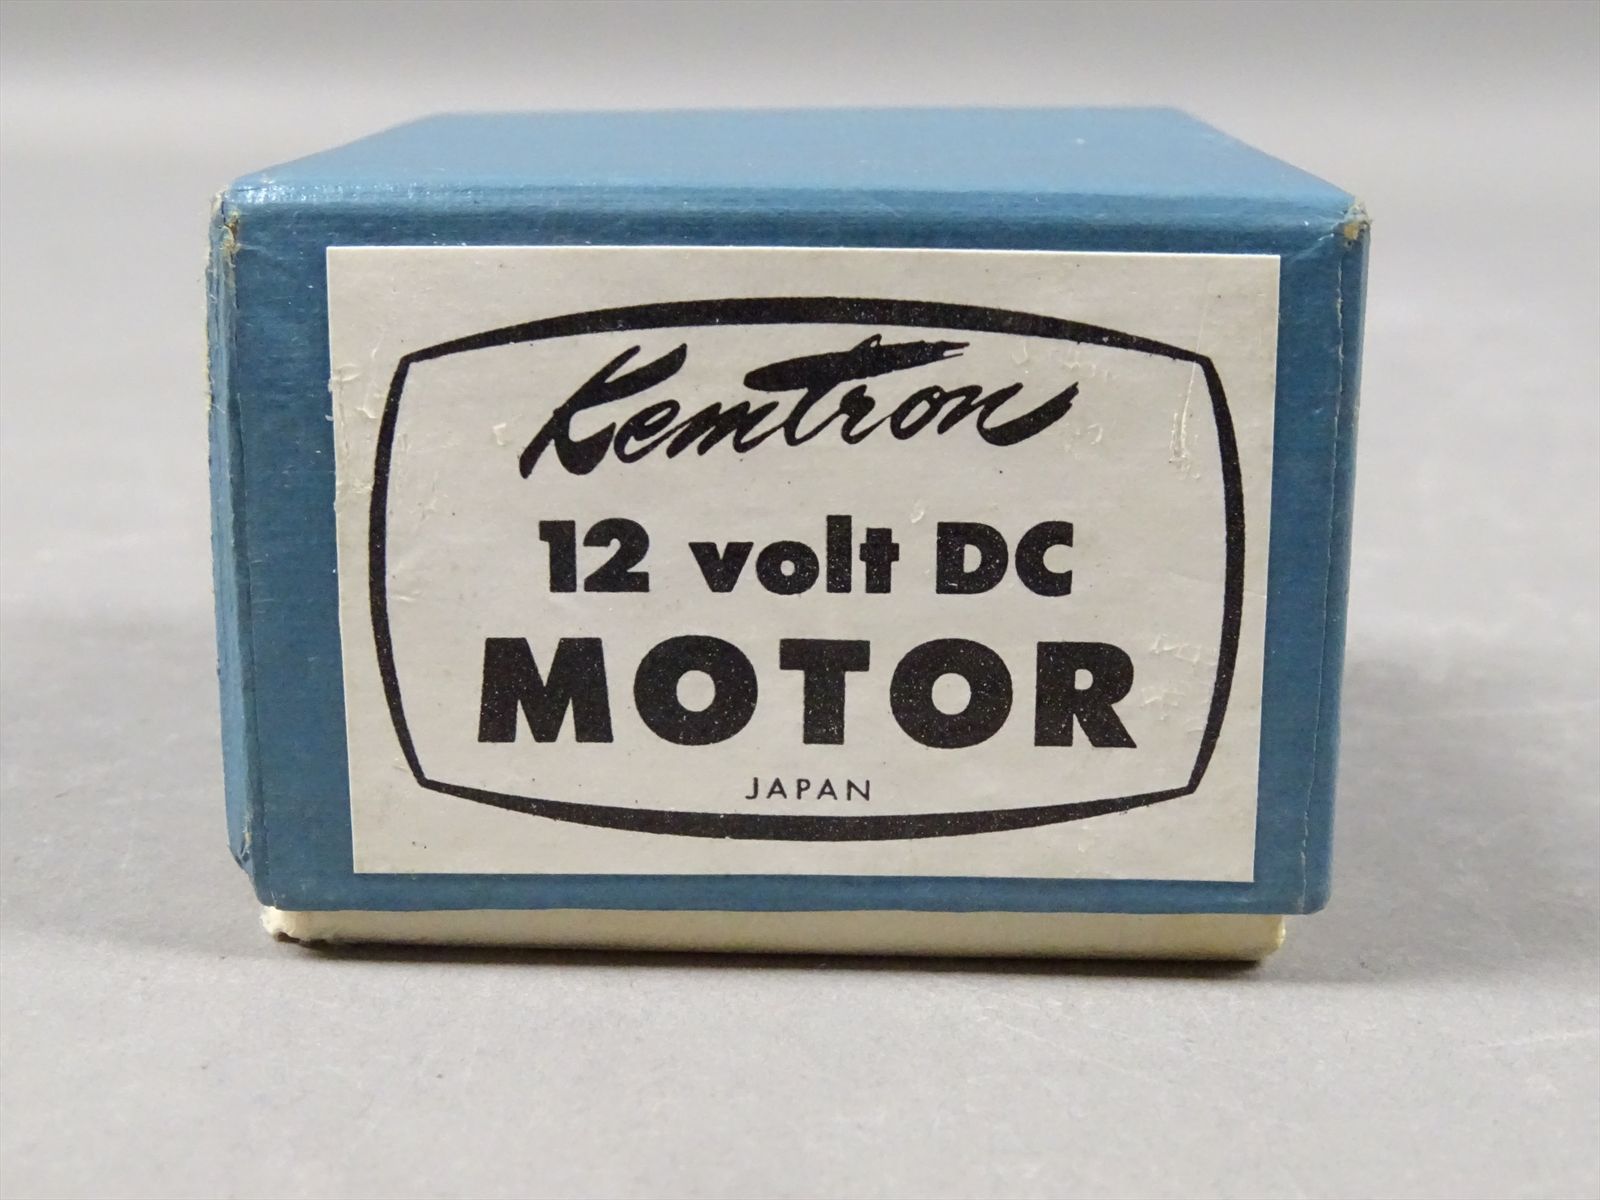 Kemtron
12 volt DC
MOTOR
JAPAN